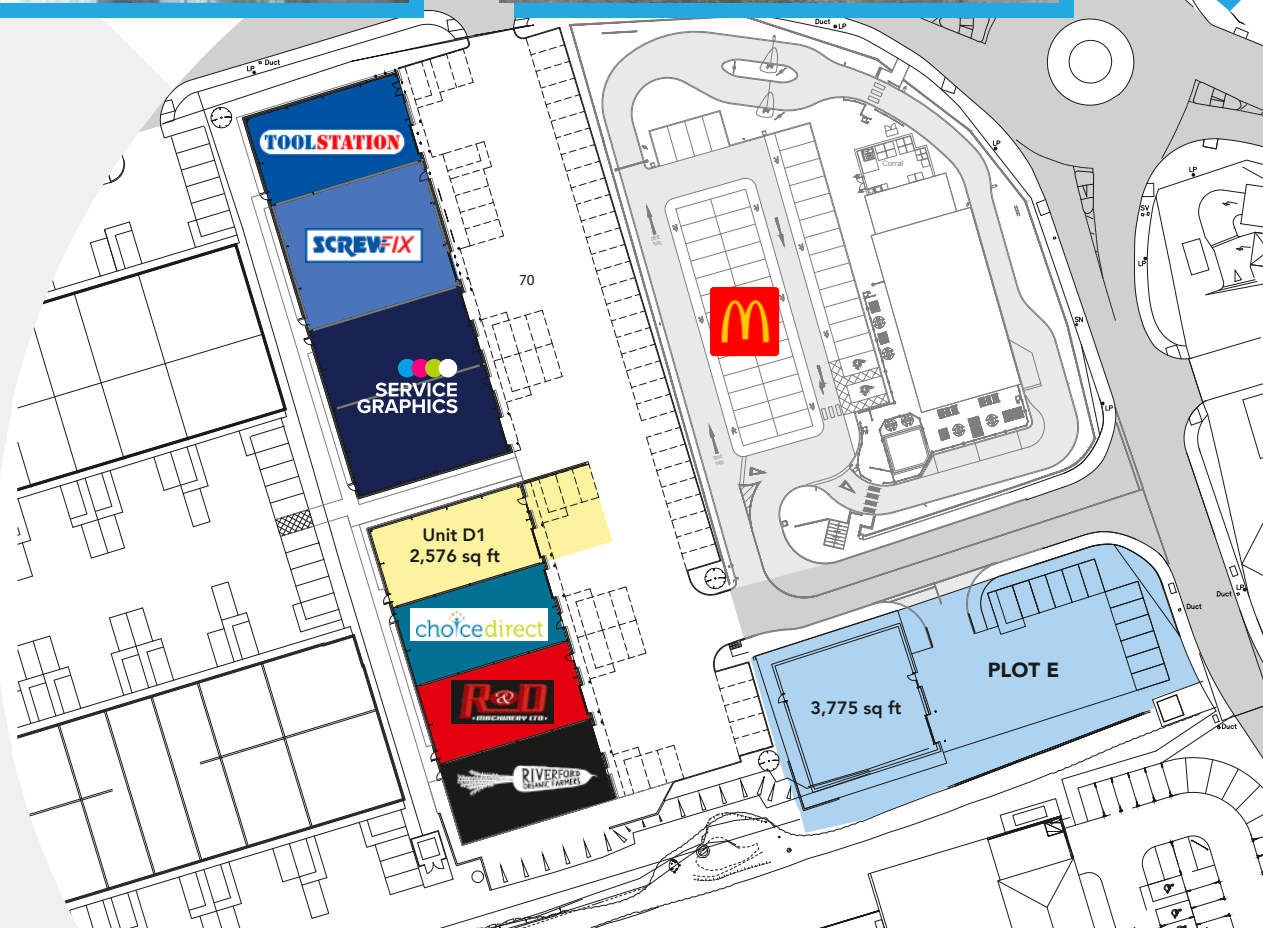 Duct
LP
Duct
LP
TOOLSTATION
LP
Corral
LP
SV
SCREWFIX
LP
70
SN
SERVICE
GRAPHICS
LP
Unit D1
2,576 sq ft
LP
Duct
Duct
choicedirect
PLOT E
R&D
MACHINERY LTD
3,775 sq ft
Duct
RIVERFORD
ORGANIC FARMERS